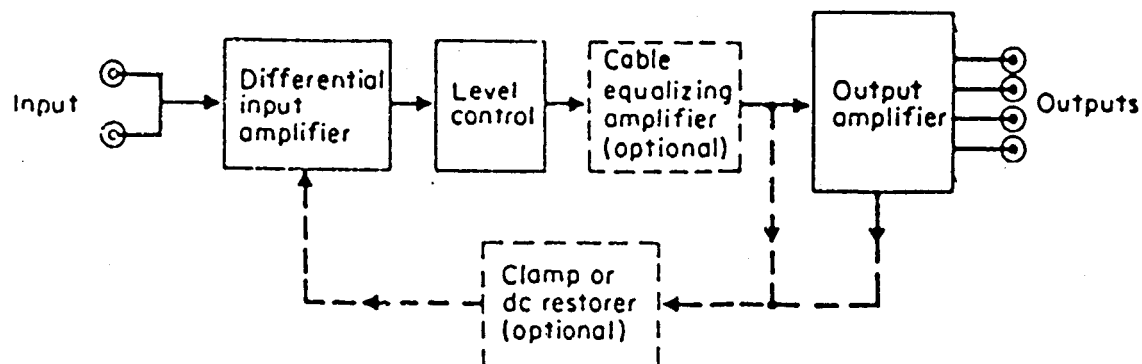 Input
Differential
input
amplifier
Level
control
Cable
equalizing
amplifier
(optional)
Output
amplifier
Outputs
Clamp or
dc restorer
(optional)